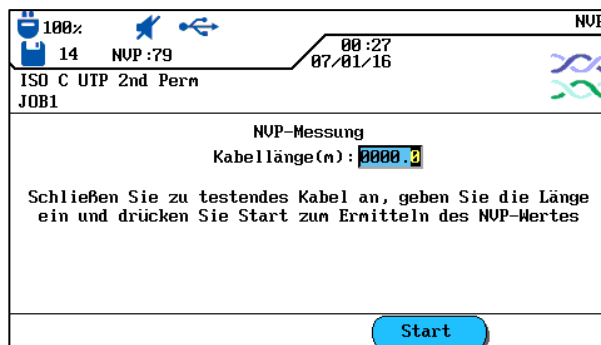 100%
NVP
14 NVP:79
00:27
07/01/16
ISO C UTP 2nd Perm
JOB1
NVP-Messung
Kabellänge(m):0000.0
Schließen Sie zu testendes Kabel an, geben Sie die Länge
ein und drücken Sie Start zum Ermitteln des NVP-Wertes
Start